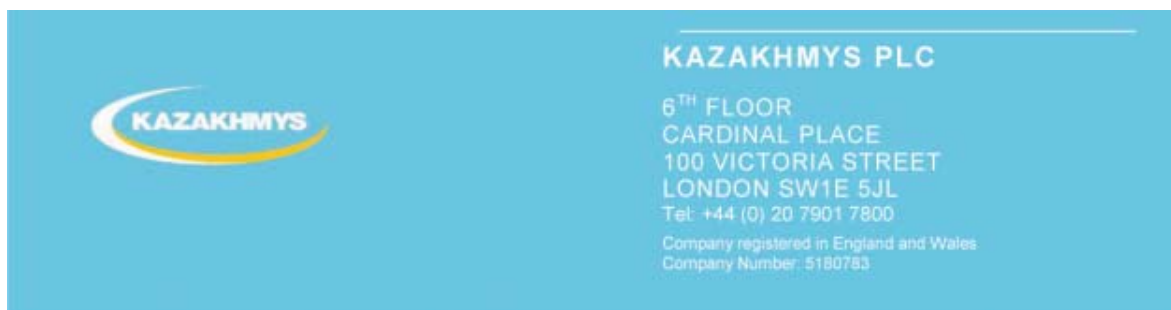 KAZAKHMYS
KAZAKHMYS PLC
6TH FLOOR
CARDINAL PLACE
100 VICTORIA STREET
LONDON SW1E 5JL
Tel: +44 (0) 20 7901 7800
Company registered in England and Wales
Company Number: 5180783